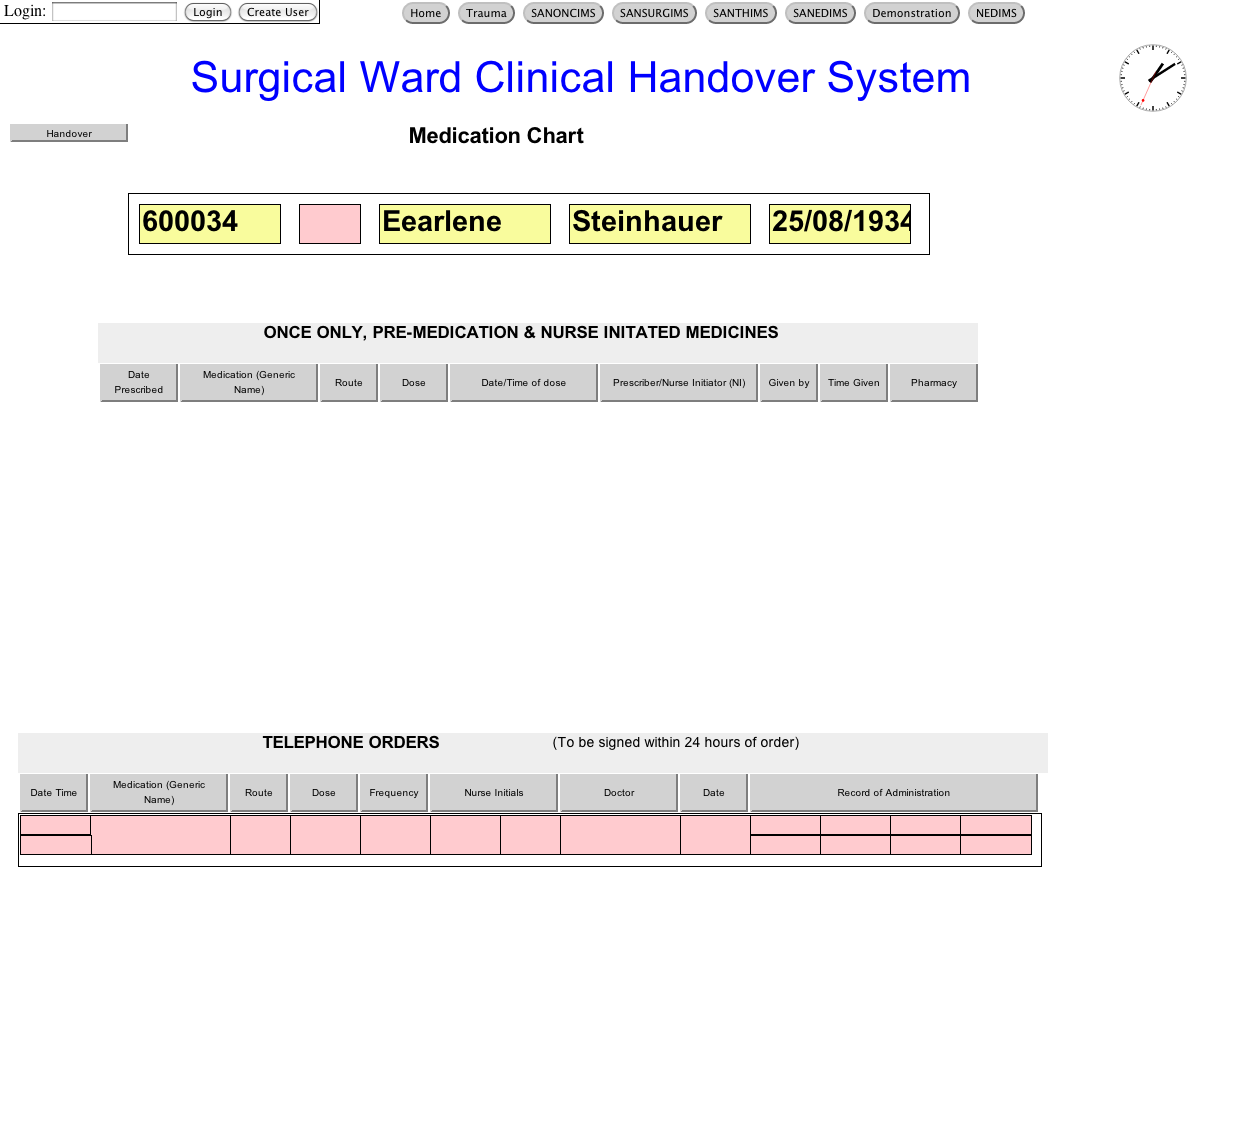 Login: Login Create User Home Trauma SANONCIMS SANSURGIMS SANTHIMS SANEDIMS Demonstration NEDIMS
Surgical Ward Clinical Handover System
Handover
Medication Chart
600034 Eearlene Steinhauer 25/08/1934
ONCE ONLY, PRE-MEDICATION & NURSE INITATED MEDICINES
Date Prescribed Medication (Generic Name) Route Dose Date/Time of dose Prescriber/Nurse Initiator (NI) Given by Time Given Pharmacy
TELEPHONE ORDERS (To be signed within 24 hours of order)
Date Time Medication (Generic Name) Route Dose Frequency Nurse Initials Doctor Date Record of Administration